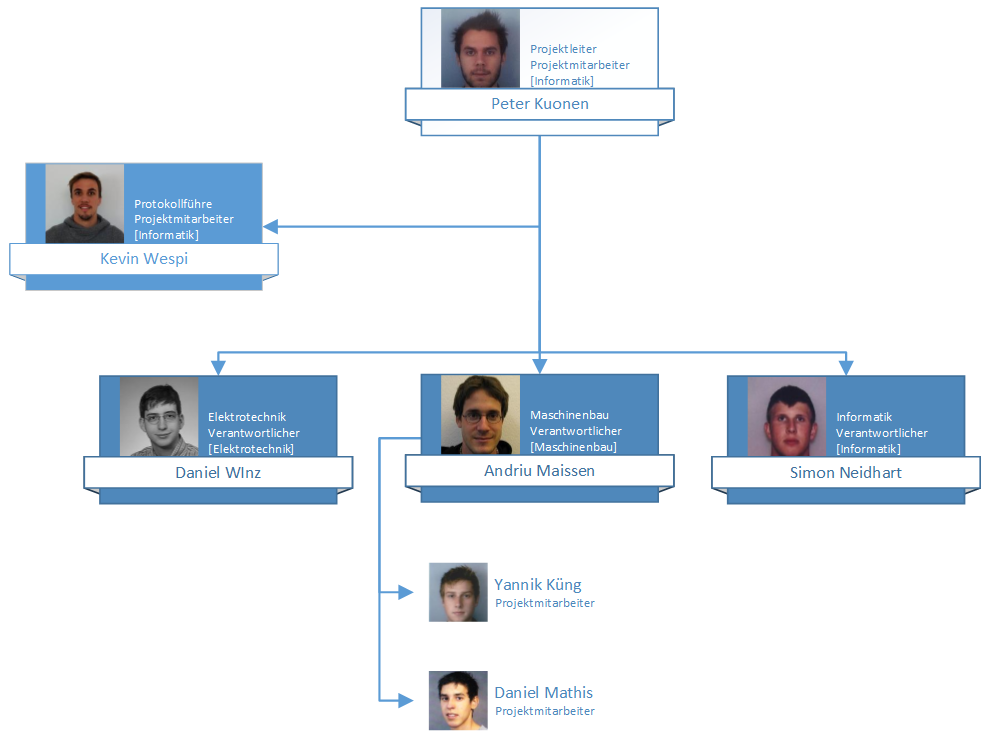 Projektleiter
Projektmitarbeiter
[Informatik]
Peter Kuonen
Protokollführe
Projektmitarbeiter
[Informatik]
Kevin Wespi
Elektrotechnik
Verantwortlicher
[Elektrotechnik]
Daniel WInz
Maschinenbau
Verantwortlicher
[Maschinenbau]
Andriu Maissen
Informatik
Verantwortlicher
[Informatik]
Simon Neidhart
Yannik Küng
Projektmitarbeiter
Daniel Mathis
Projektmitarbeiter